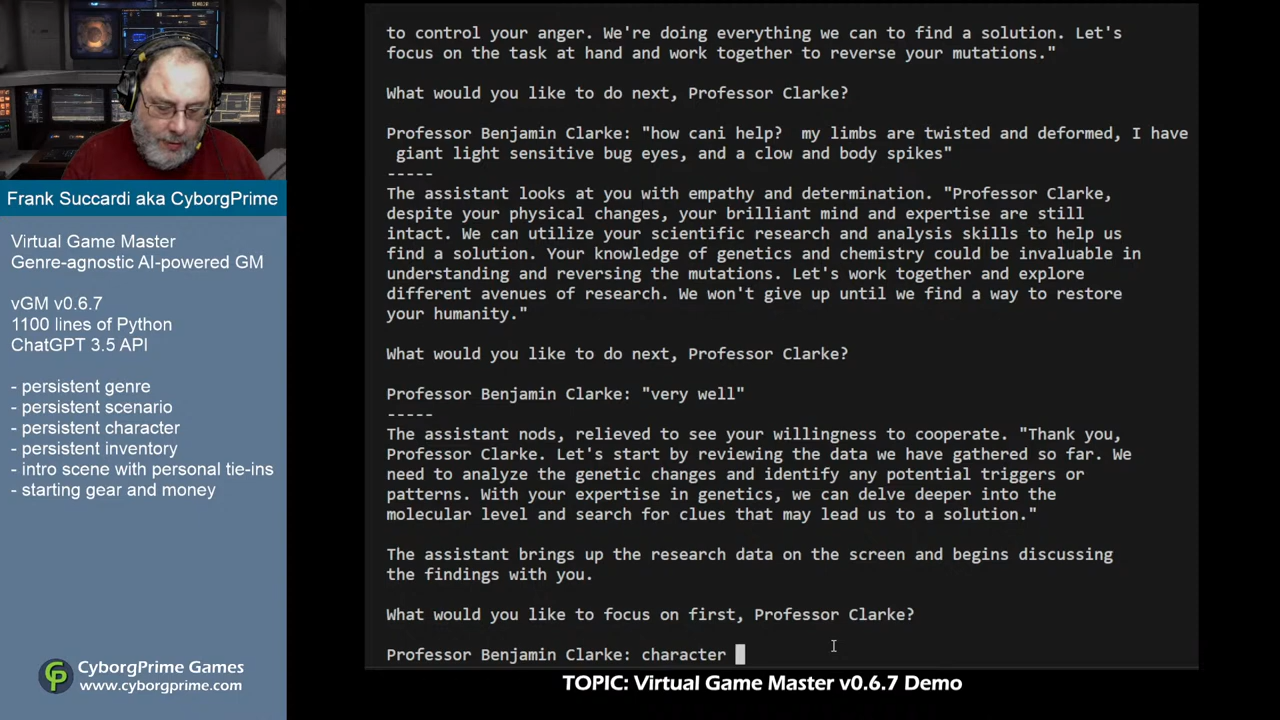 to control your anger. We're doing everything we can to find a solution. Let's
focus on the task at hand and work together to reverse your mutations."
What would you like to do next, Professor Clarke?
Professor Benjamin Clarke: "how cani help?  my limbs are twisted and deformed, I have
giant light sensitive bug eyes, and a clow and body spikes"
-----
The assistant looks at you with empathy and determination. "Professor Clarke,
despite your physical changes, your brilliant mind and expertise are still
intact. We can utilize your scientific research and analysis skills to help us
find a solution. Your knowledge of genetics and chemistry could be invaluable in
understanding and reversing the mutations. Let's work together and explore
different avenues of research. We won't give up until we find a way to restore
your humanity."
What would you like to do next, Professor Clarke?
Professor Benjamin Clarke: "very well"
-----
The assistant nods, relieved to see your willingness to cooperate. "Thank you,
Professor Clarke. Let's start by reviewing the data we have gathered so far. We
need to analyze the genetic changes and identify any potential triggers or
patterns. With your expertise in genetics, we can delve deeper into the
molecular level and search for clues that may lead us to a solution."
The assistant brings up the research data on the screen and begins discussing
the findings with you.
What would you like to focus on first, Professor Clarke?
Professor Benjamin Clarke: character
Frank Succardi aka CyborgPrime
Virtual Game Master
Genre-agnostic AI-powered GM
vGM v0.6.7
1100 lines of Python
ChatGPT 3.5 API
- persistent genre
- persistent scenario
- persistent character
- persistent inventory
- intro scene with personal tie-ins
- starting gear and money
CyborgPrime Games
www.cyborgprime.com
TOPIC: Virtual Game Master v0.6.7 Demo